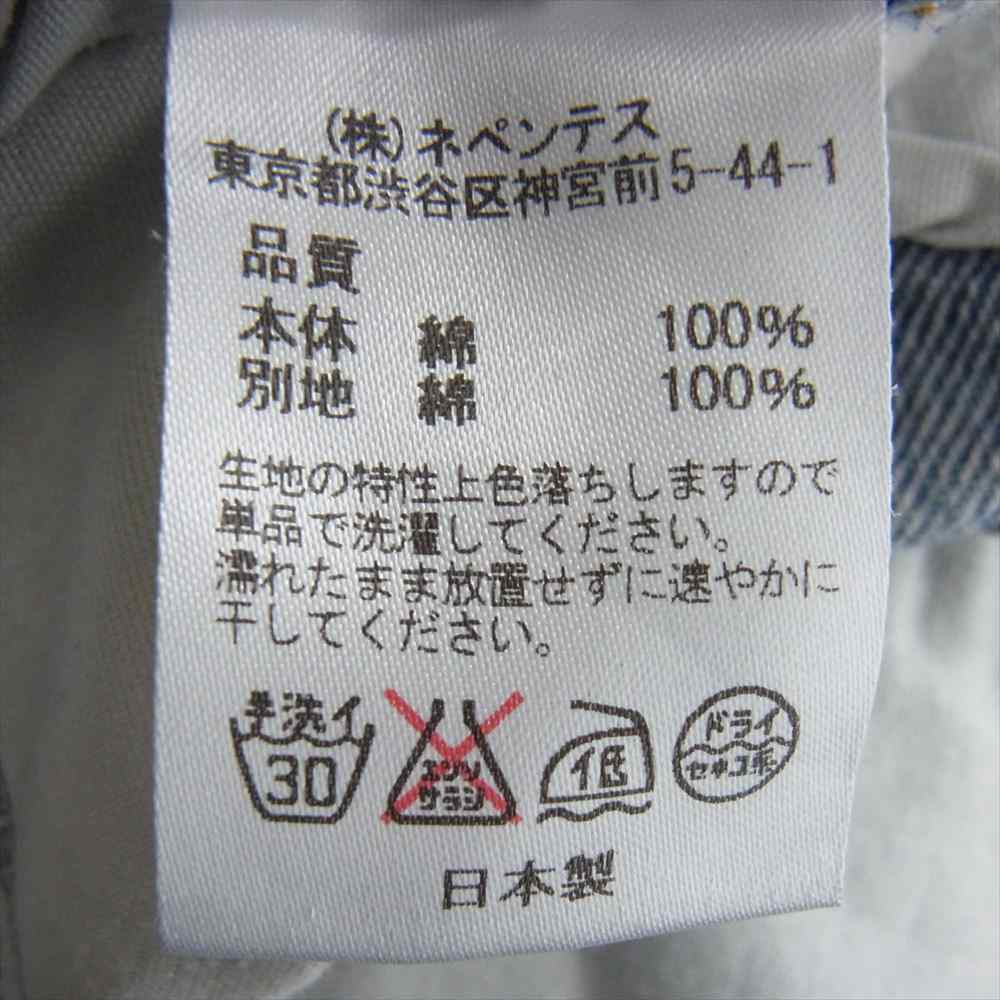 (株)ネペンテス
東京都渋谷区神宮前5-44-1
品質
本体 綿 100%
別地 綿 100%
生地の特性上色落ちしますので
単品で洗濯してください。
濡れたまま放置せずに速やかに
干してください。
手洗イ
30
エンソ
サラシ
低
ドライ
セキユ系
日本製